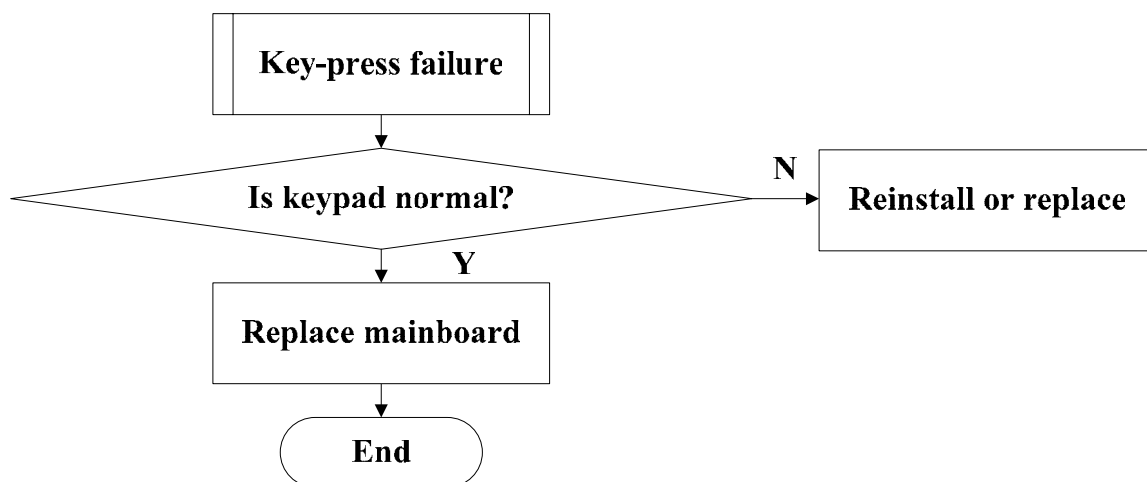 Key-press failure
Is keypad normal?
N
Reinstall or replace
Y
Replace mainboard
End